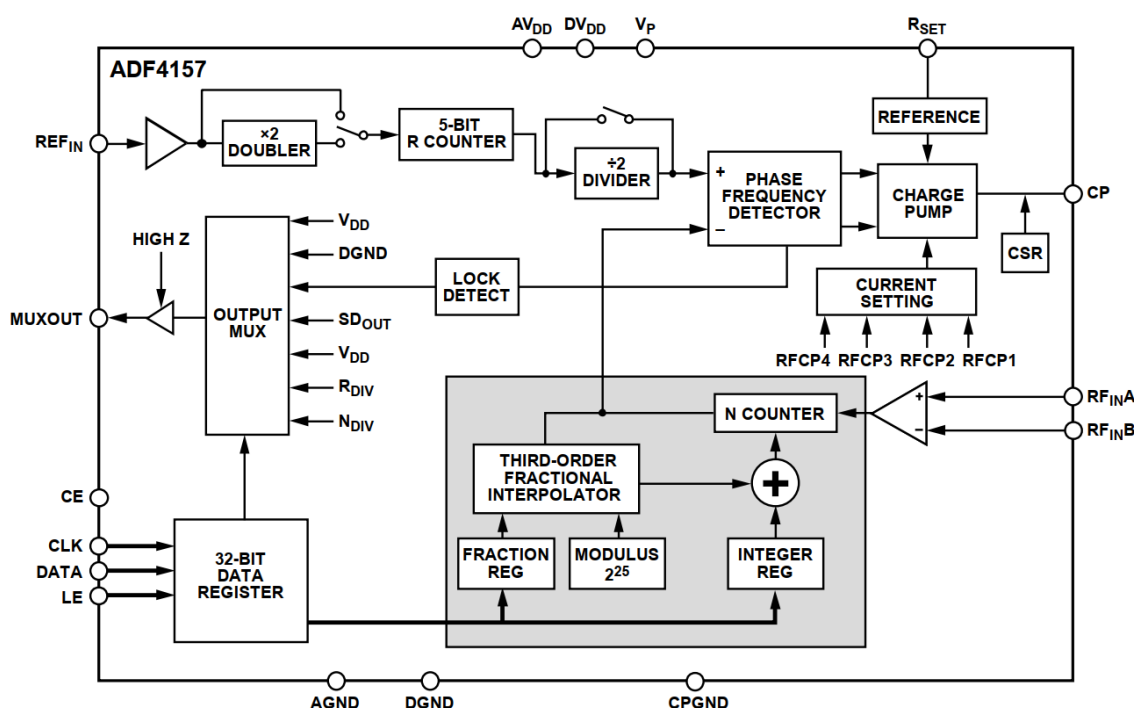 AVDD
DVDD
VP
RSET
ADF4157
REFIN
×2
DOUBLER
5-BIT
R COUNTER
÷2
DIVIDER
+
−
PHASE
FREQUENCY
DETECTOR
REFERENCE
CHARGE
PUMP
CP
CSR
HIGH Z
MUXOUT
OUTPUT
MUX
VDD
DGND
SDOUT
VDD
RDIV
NDIV
LOCK
DETECT
CURRENT
SETTING
RFCP4
RFCP3
RFCP2
RFCP1
N COUNTER
+
−
RFINA
RFINB
THIRD-ORDER
FRACTIONAL
INTERPOLATOR
+
CE
CLK
DATA
LE
32-BIT
DATA
REGISTER
FRACTION
REG
MODULUS
2²⁵
INTEGER
REG
AGND
DGND
CPGND